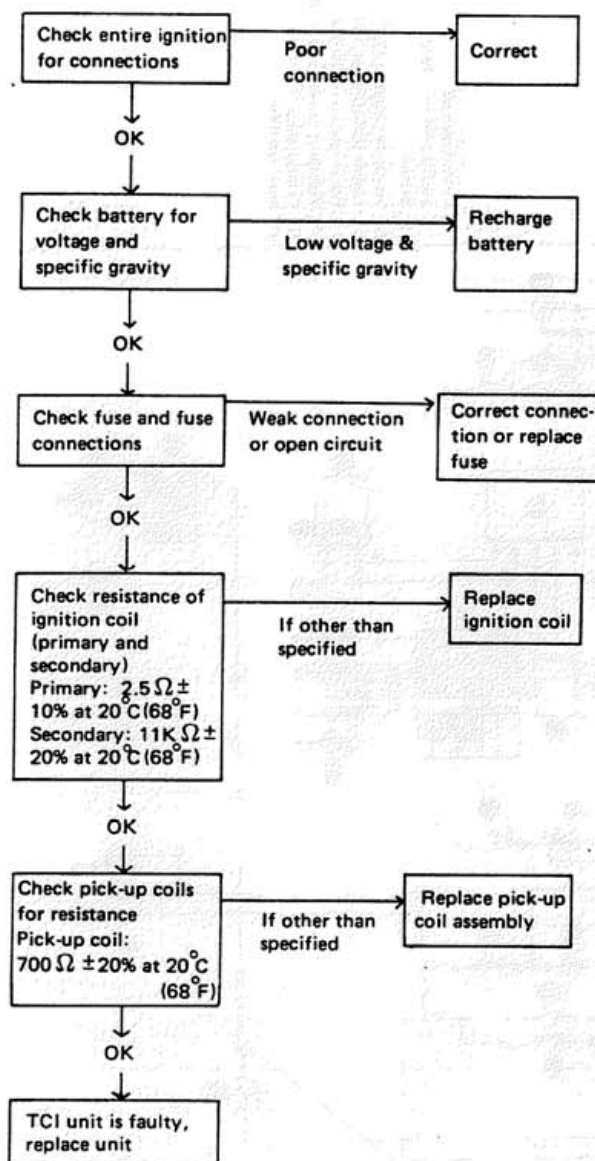 Check entire ignition
for connections
Poor
connection
Correct
OK
Check battery for
voltage and
specific gravity
Low voltage &
specific gravity
Recharge
battery
OK
Check fuse and fuse
connections
Weak connection
or open circuit
Correct connec-
tion or replace
fuse
OK
Check resistance of
ignition coil
(primary and
secondary)
Primary: 2.5 Ω ±
10% at 20°C (68°F)
Secondary: 11K Ω ±
20% at 20°C (68°F)
If other than
specified
Replace
ignition coil
OK
Check pick-up coils
for resistance
Pick-up coil:
700 Ω ±20% at 20°C
(68°F)
If other than
specified
Replace pick-up
coil assembly
OK
TCI unit is faulty,
replace unit